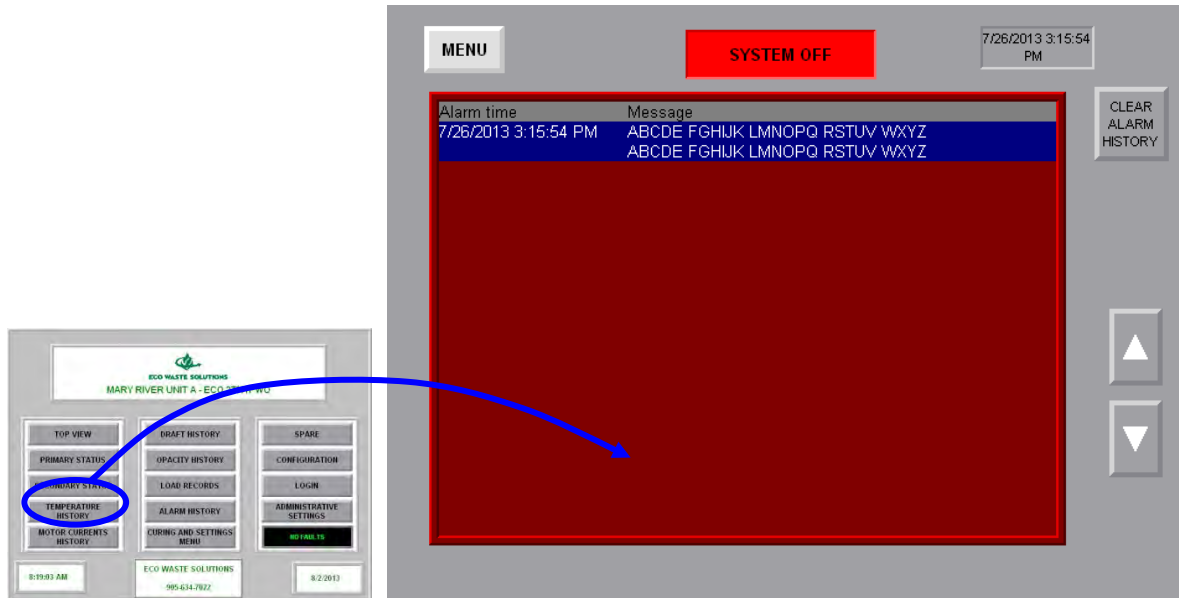 MENU
SYSTEM OFF
7/26/2013 3:15:54
PM
CLEAR
ALARM
HISTORY
Alarm time Message
7/26/2013 3:15:54 PM ABCDE FGHIJK LMNOPQ RSTUV WXYZ
ABCDE FGHIJK LMNOPQ RSTUV WXYZ
ECO WASTE SOLUTIONS
MARY RIVER UNIT A - ECO
TOP VIEW
PRIMARY STATUS
TEMPERATURE
HISTORY
MOTOR CURRENTS
HISTORY
DRAFT HISTORY
OPACITY HISTORY
LOAD RECORDS
ALARM HISTORY
CURING AND SETTINGS
MENU
SPARE
CONFIGURATION
LOGIN
ADMINISTRATIVE
SETTINGS
NO FAULTS
8:19:03 AM
ECO WASTE SOLUTIONS
905-634-7022
8/2/2013